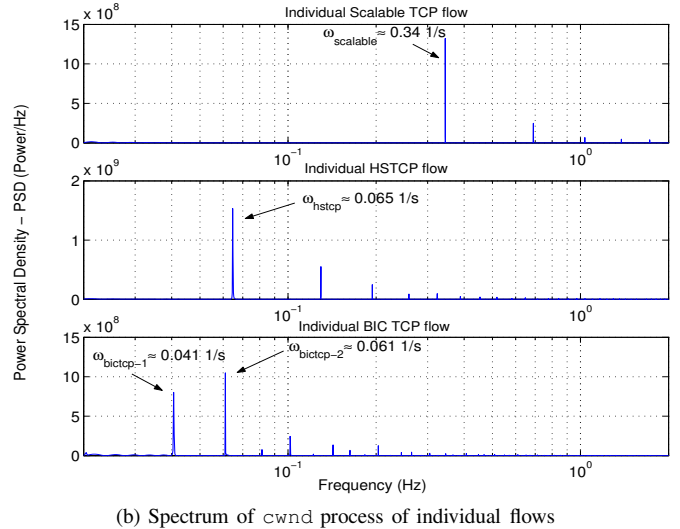 x 10^8
Individual Scalable TCP flow
15
10
5
0
ω_scalable ≈ 0.34 1/s
10^-1
10^0
x 10^9
Individual HSTCP flow
2
1
0
ω_hstcp ≈ 0.065 1/s
10^-1
10^0
x 10^8
Individual BIC TCP flow
15
10
5
0
ω_bictcp-1 ≈ 0.041 1/s
ω_bictcp-2 ≈ 0.061 1/s
10^-1
10^0
Power Spectral Density - PSD (Power/Hz)
Frequency (Hz)
(b) Spectrum of cwnd process of individual flows